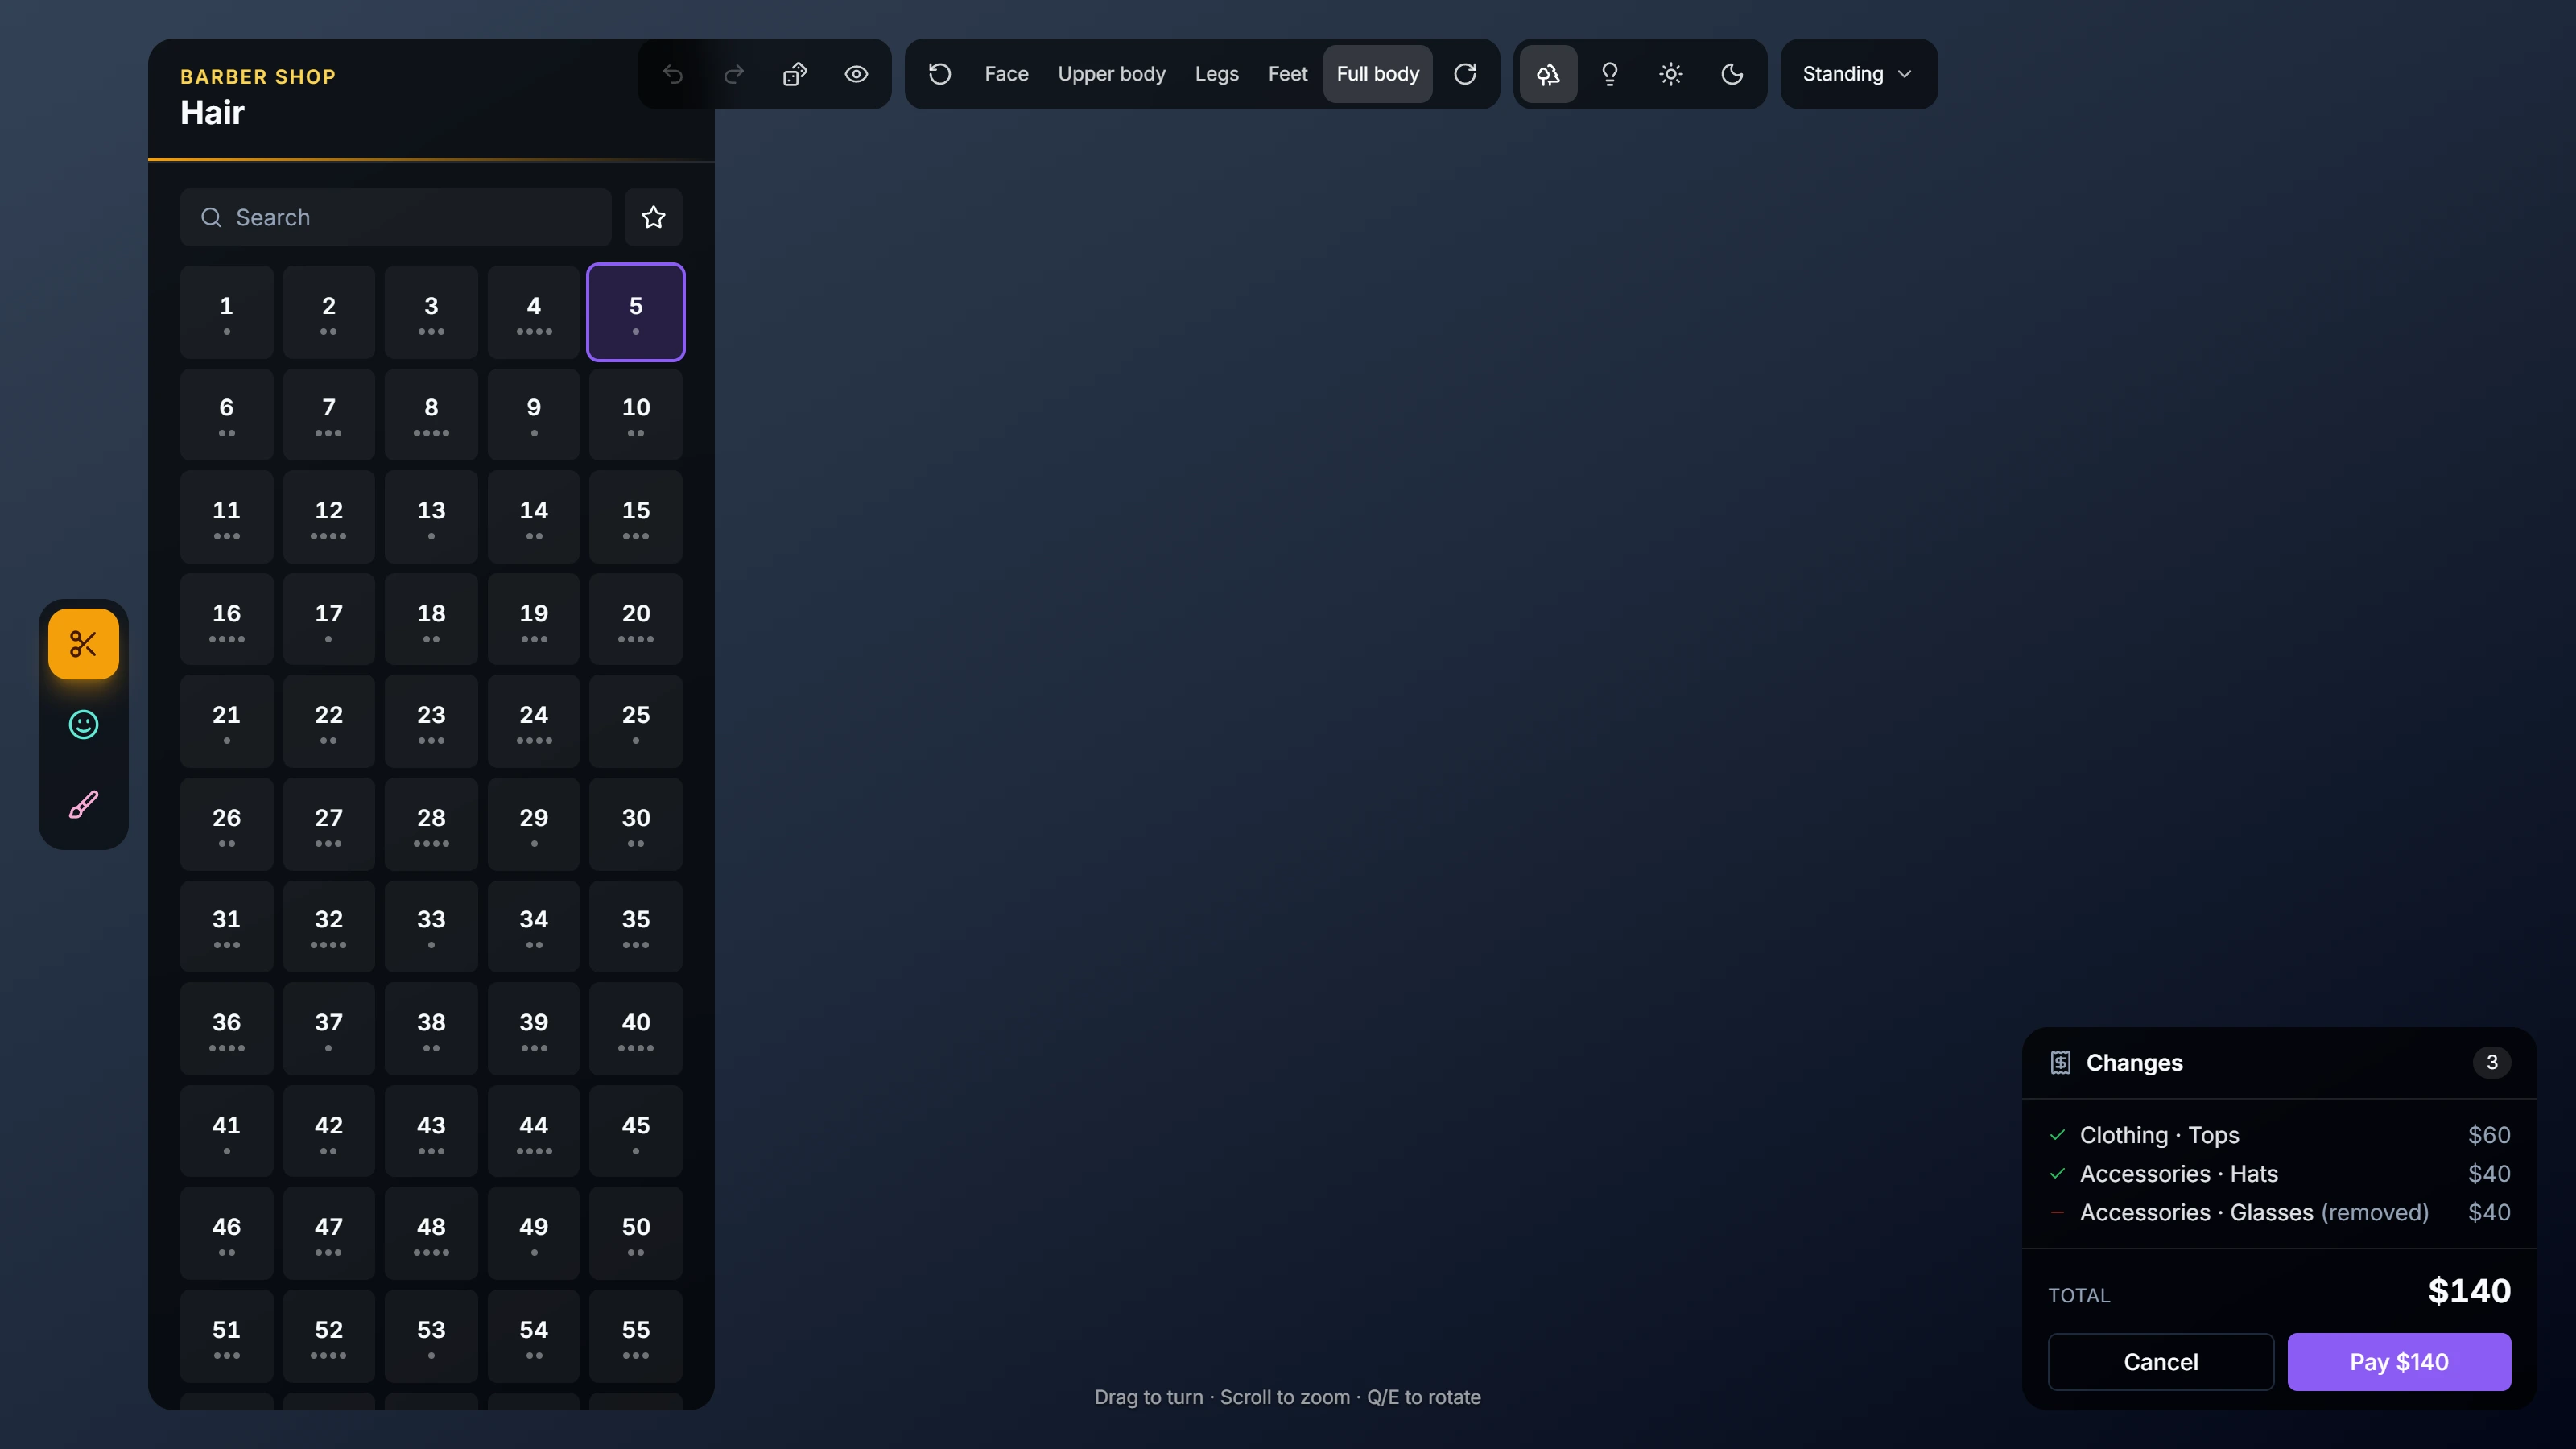 BARBER SHOP
Hair
Face Upper body Legs Feet Full body Standing
Search
1 2 3 4 5
6 7 8 9 10
11 12 13 14 15
16 17 18 19 20
21 22 23 24 25
26 27 28 29 30
31 32 33 34 35
36 37 38 39 40
41 42 43 44 45
46 47 48 49 50
51 52 53 54 55
Changes 3
Clothing · Tops $60
Accessories · Hats $40
Accessories · Glasses (removed) $40
TOTAL $140
Cancel Pay $140
Drag to turn · Scroll to zoom · Q/E to rotate